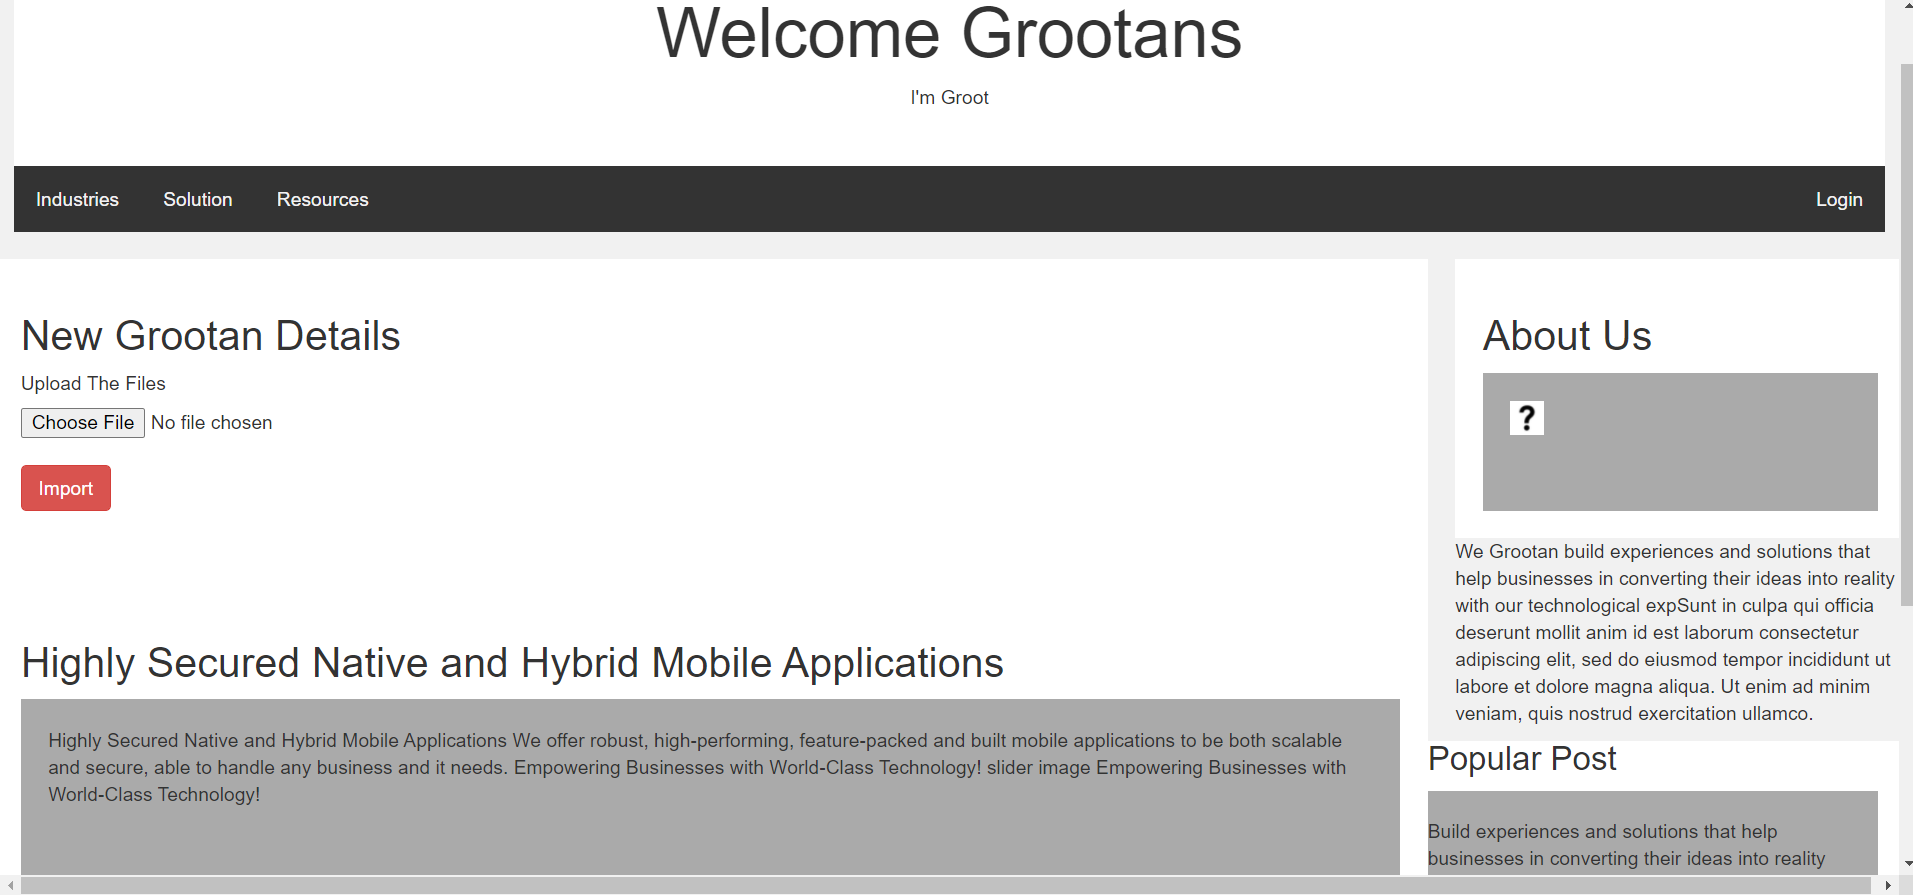 Welcome Grootans
I'm Groot
Industries Solution Resources Login
New Grootan Details
Upload The Files
Choose File No file chosen
Import
Highly Secured Native and Hybrid Mobile Applications
Highly Secured Native and Hybrid Mobile Applications We offer robust, high-performing, feature-packed and built mobile applications to be both scalable
and secure, able to handle any business and it needs. Empowering Businesses with World-Class Technology! slider image Empowering Businesses with
World-Class Technology!
About Us
?
We Grootan build experiences and solutions that
help businesses in converting their ideas into reality
with our technological expSunt in culpa qui officia
deserunt mollit anim id est laborum consectetur
adipiscing elit, sed do eiusmod tempor incididunt ut
labore et dolore magna aliqua. Ut enim ad minim
veniam, quis nostrud exercitation ullamco.
Popular Post
Build experiences and solutions that help
businesses in converting their ideas into reality